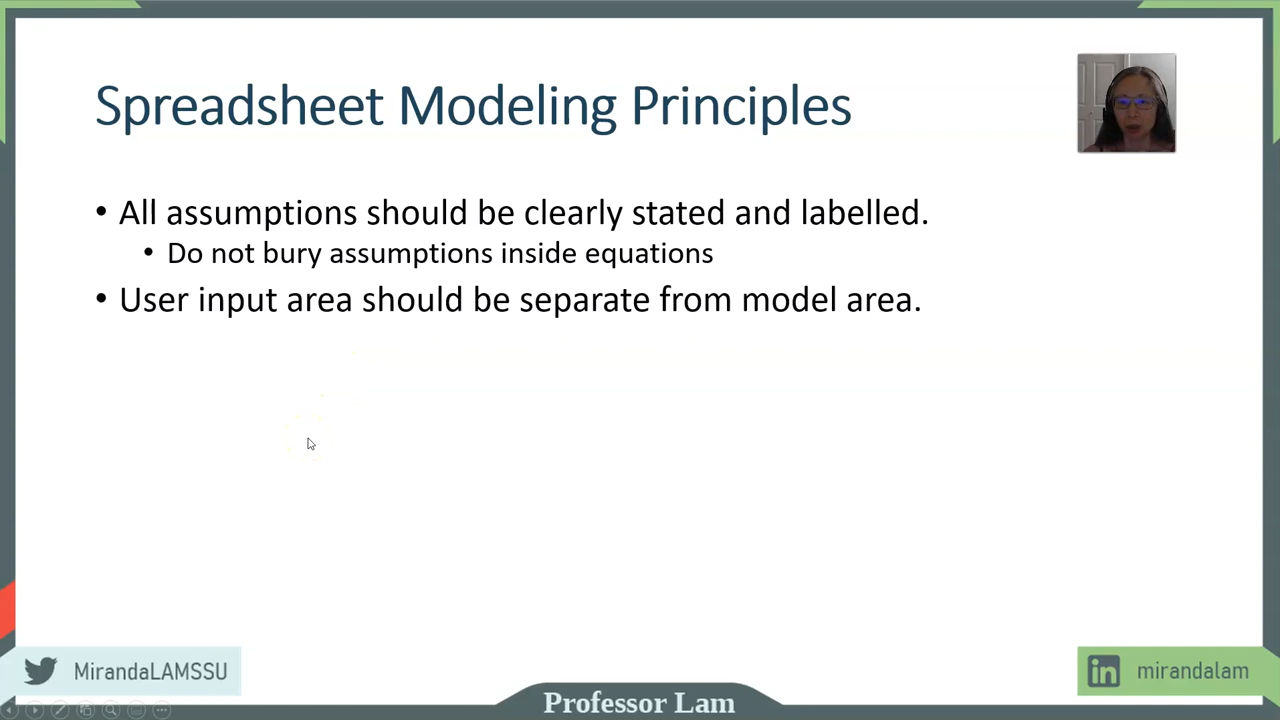 Spreadsheet Modeling Principles
• All assumptions should be clearly stated and labelled.
• Do not bury assumptions inside equations
• User input area should be separate from model area.
MirandaLAMSSU
Professor Lam
in mirandalam